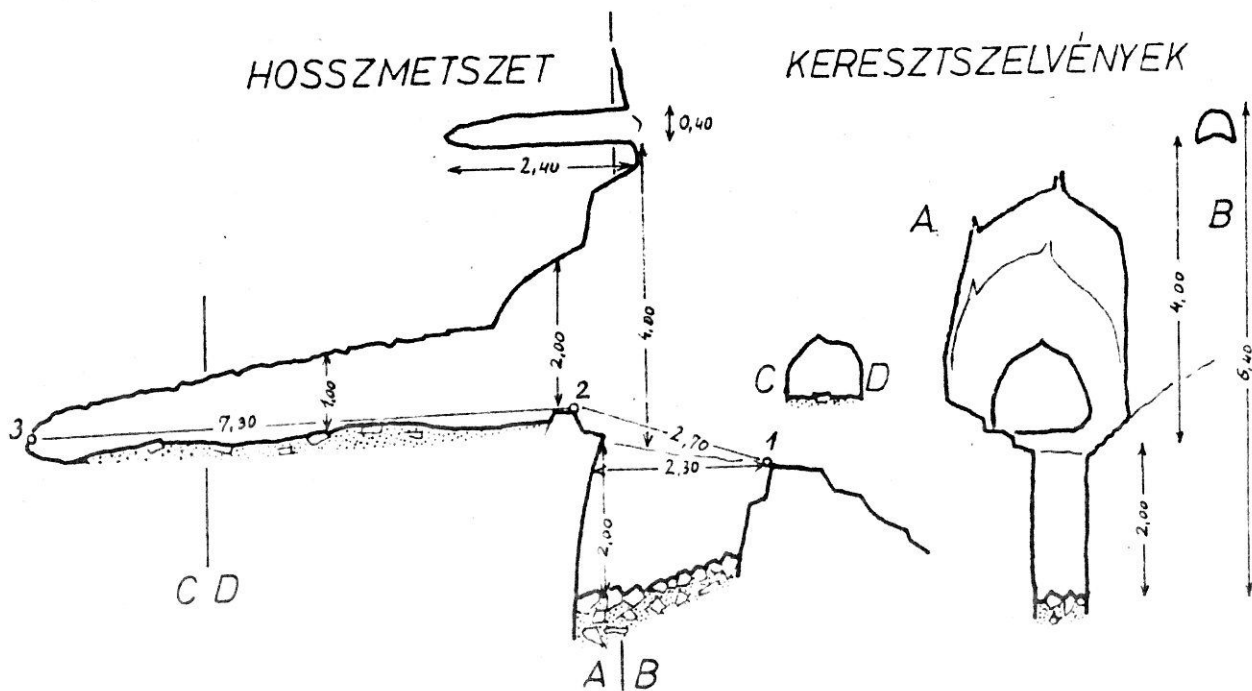 HOSSZMETSZET
KERESZTSZELVÉNYEK
0,40
2,40
A
B
4,00
4,00
2,00
1,00
C
D
6,40
3
7,30
2
2,70
1
2,30
2,00
2,00
C D
A B